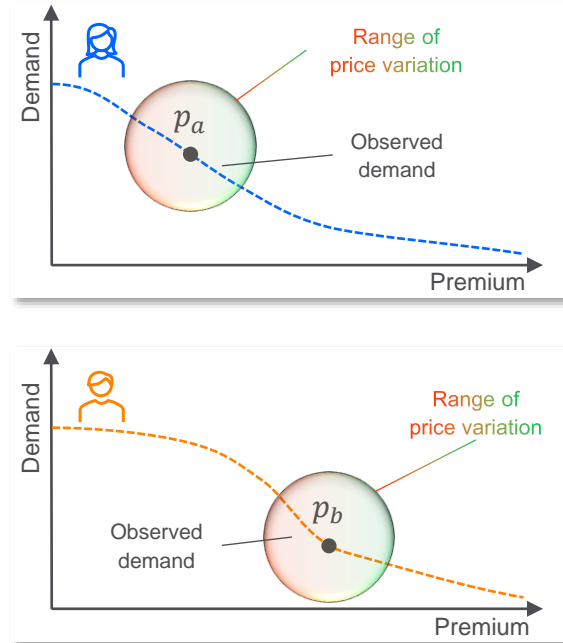 Demand
Range of
price variation
p_a
Observed
demand
Premium
Demand
Range of
price variation
p_b
Observed
demand
Premium